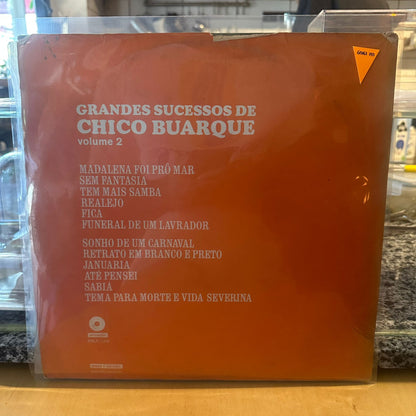 GRANDES SUCESSOS DE
CHICO BUARQUE
volume 2
MADALENA FOI PRÔ MAR
SEM FANTASIA
TEM MAIS SAMBA
REALEJO
FICA
FUNERAL DE UM LAVRADOR
SONHO DE UM CARNAVAL
RETRATO EM BRANCO E PRETO
JANUARIA
ATÉ PENSEI
SABIÁ
TEMA PARA MORTE E VIDA SEVERINA